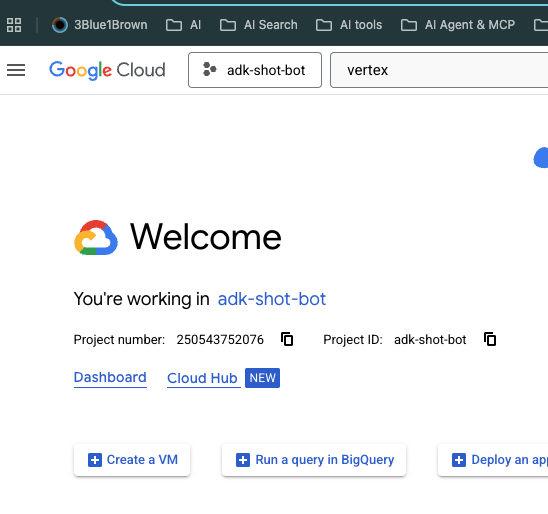 3Blue1Brown AI AI Search AI tools AI Agent & MCP
Google Cloud adk-shot-bot vertex
Welcome
You're working in adk-shot-bot
Project number: 250543752076 Project ID: adk-shot-bot
Dashboard Cloud Hub NEW
Create a VM Run a query in BigQuery Deploy an app